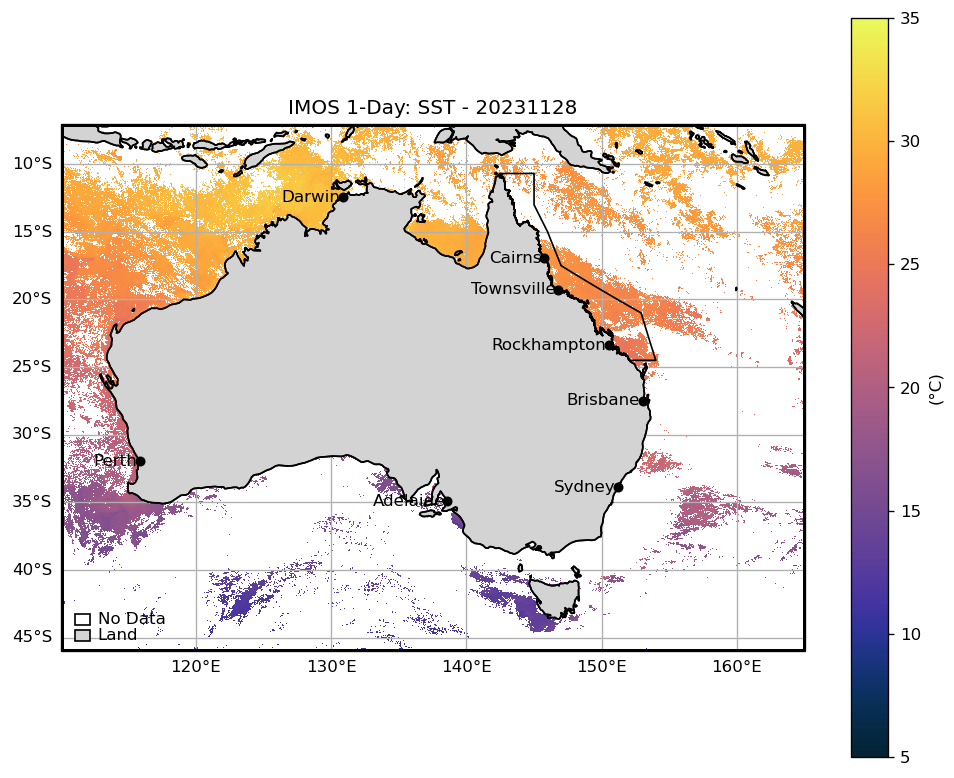 IMOS 1-Day: SST - 20231128
35
30
25
20
15
10
5
(°C)
10°S
15°S
20°S
25°S
30°S
35°S
40°S
45°S
Darwin
Cairns
Townsville
Rockhampton
Brisbane
Perth
Sydney
Adelaide
No Data
Land
120°E 130°E 140°E 150°E 160°E